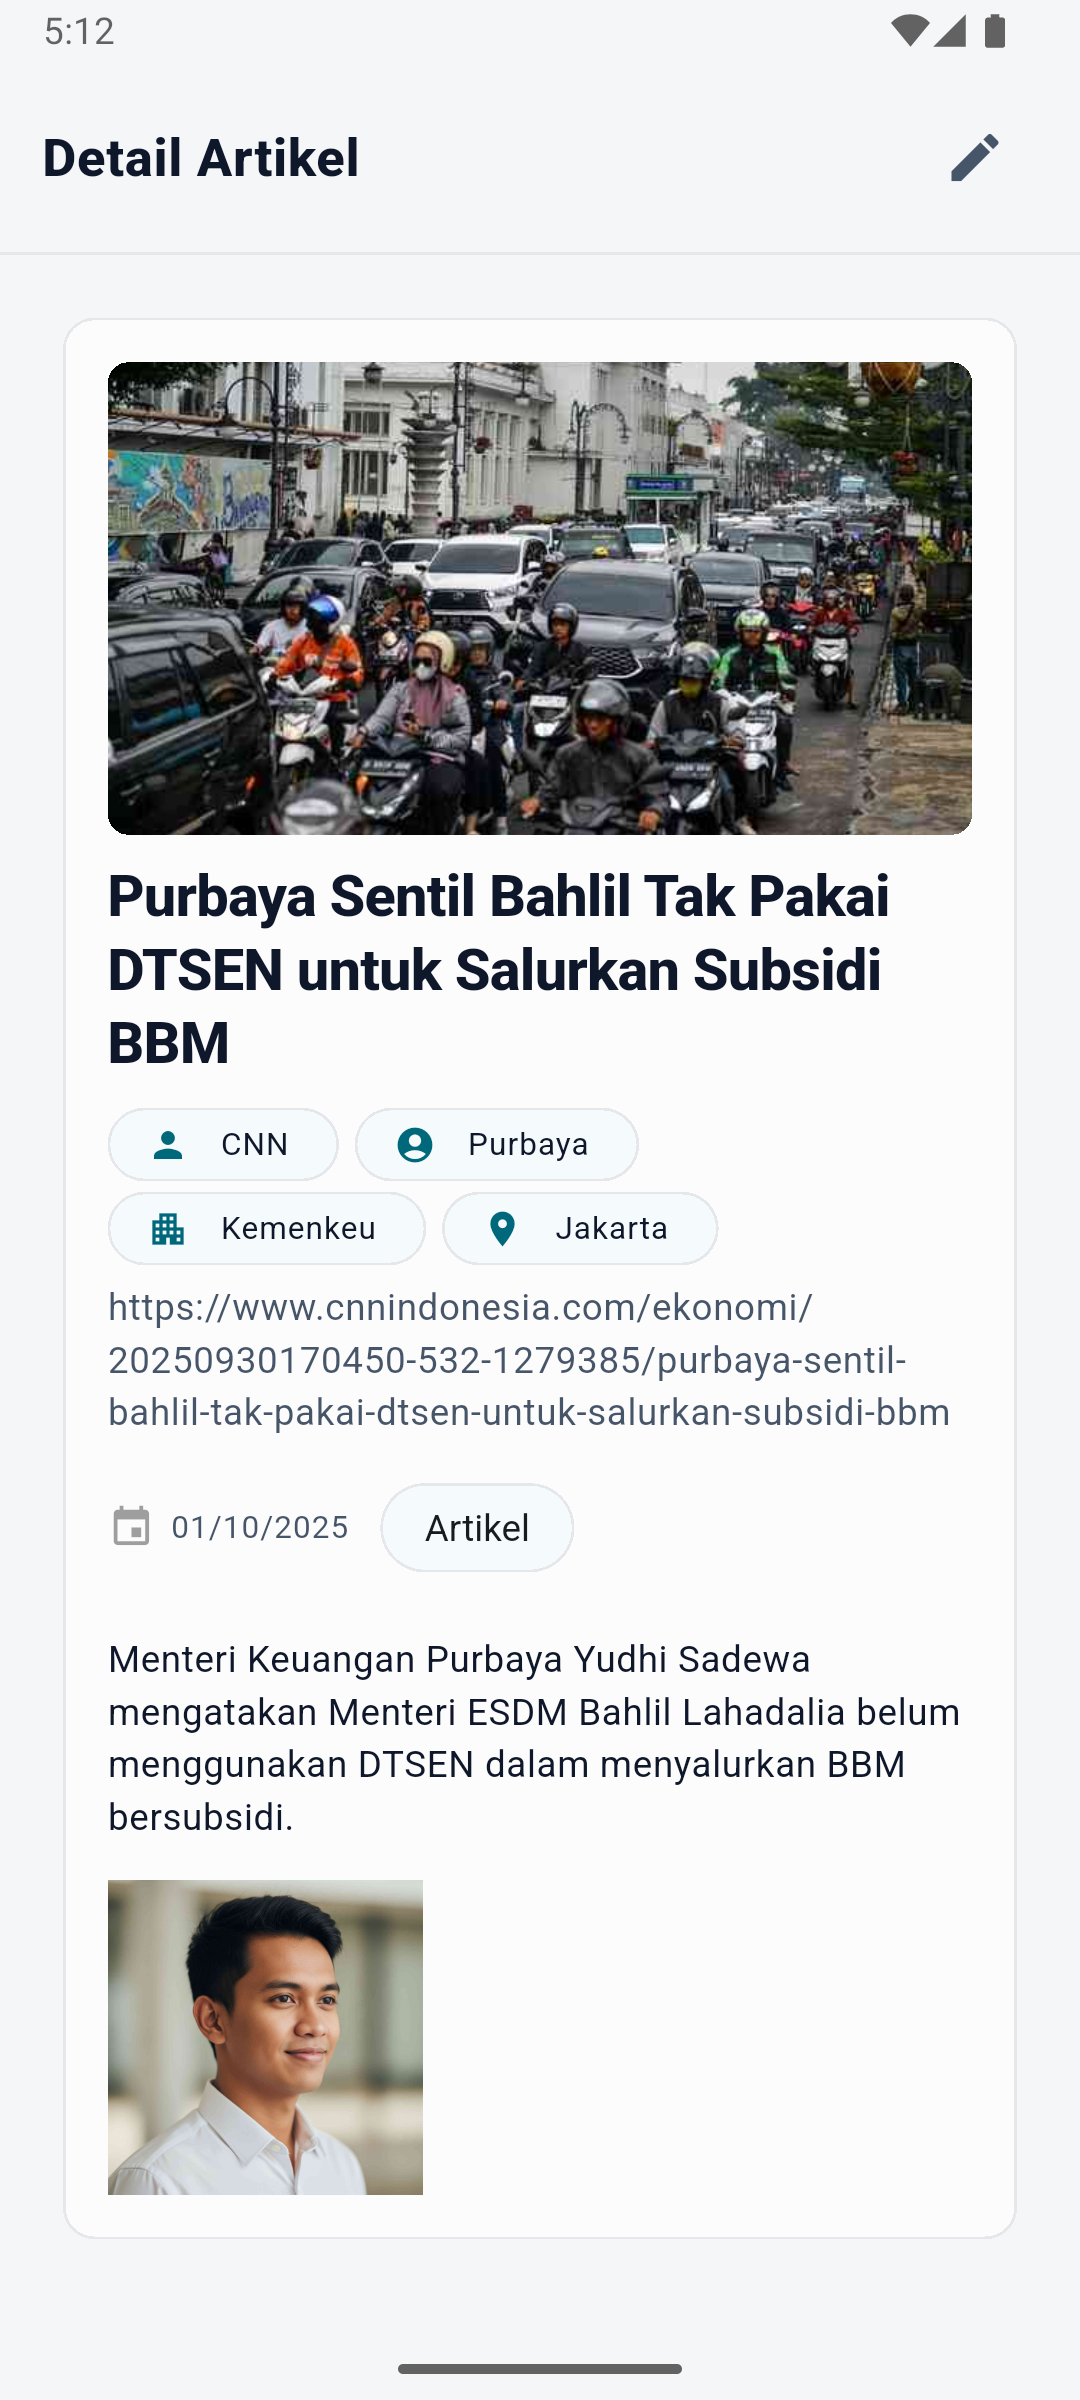 5:12
Detail Artikel
Purbaya Sentil Bahlil Tak Pakai
DTSEN untuk Salurkan Subsidi
BBM
CNN
Purbaya
Kemenkeu
Jakarta
https://www.cnnindonesia.com/ekonomi/
20250930170450-532-1279385/purbaya-sentil-
bahlil-tak-pakai-dtsen-untuk-salurkan-subsidi-bbm
01/10/2025
Artikel
Menteri Keuangan Purbaya Yudhi Sadewa
mengatakan Menteri ESDM Bahlil Lahadalia belum
menggunakan DTSEN dalam menyalurkan BBM
bersubsidi.